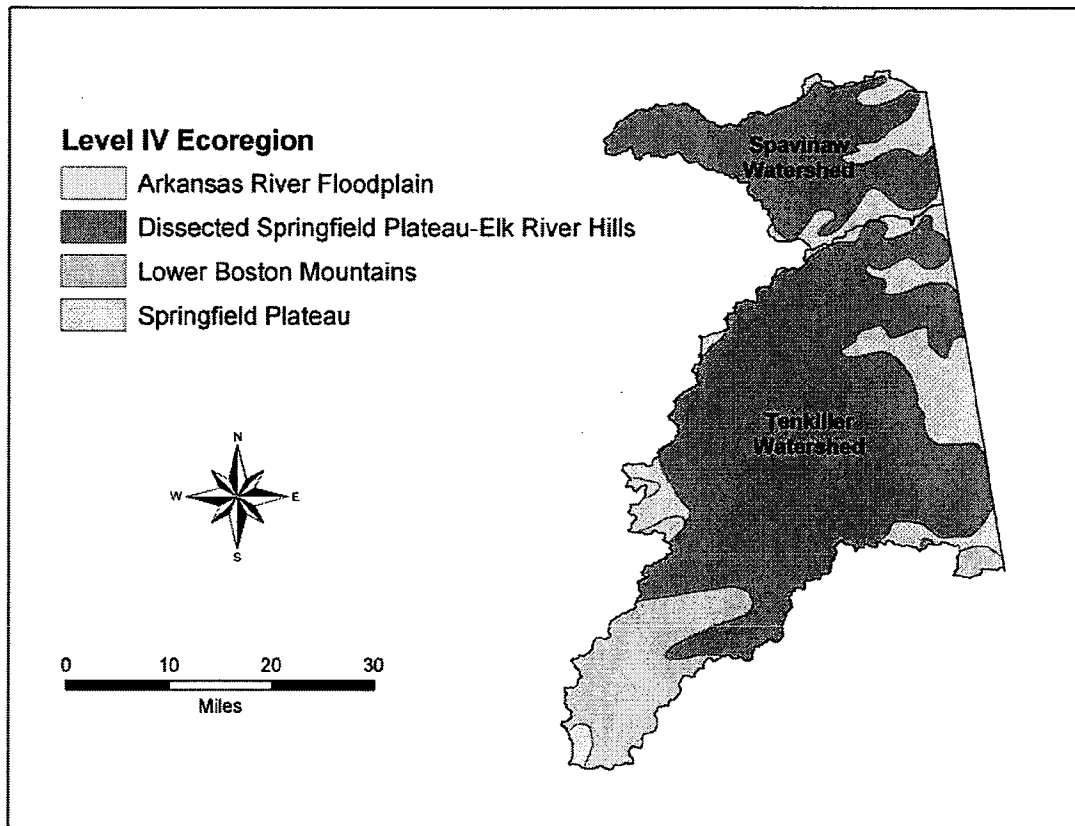 Level IV Ecoregion
Arkansas River Floodplain
Dissected Springfield Plateau-Elk River Hills
Lower Boston Mountains
Springfield Plateau
Spavinaw
Watershed
Tenkiller
Watershed
N
W
E
S
0 10 20 30
Miles